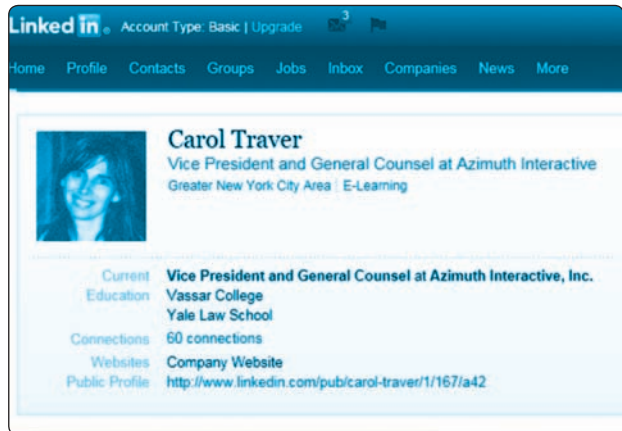 Linked in® Account Type: Basic | Upgrade 3
Home Profile Contacts Groups Jobs Inbox Companies News More
Carol Traver
Vice President and General Counsel at Azimuth Interactive
Greater New York City Area | E-Learning
Current Vice President and General Counsel at Azimuth Interactive, Inc.
Education Vassar College
Yale Law School
Connections 60 connections
Websites Company Website
Public Profile http://www.linkedin.com/pub/carol-traver/1/167/a42